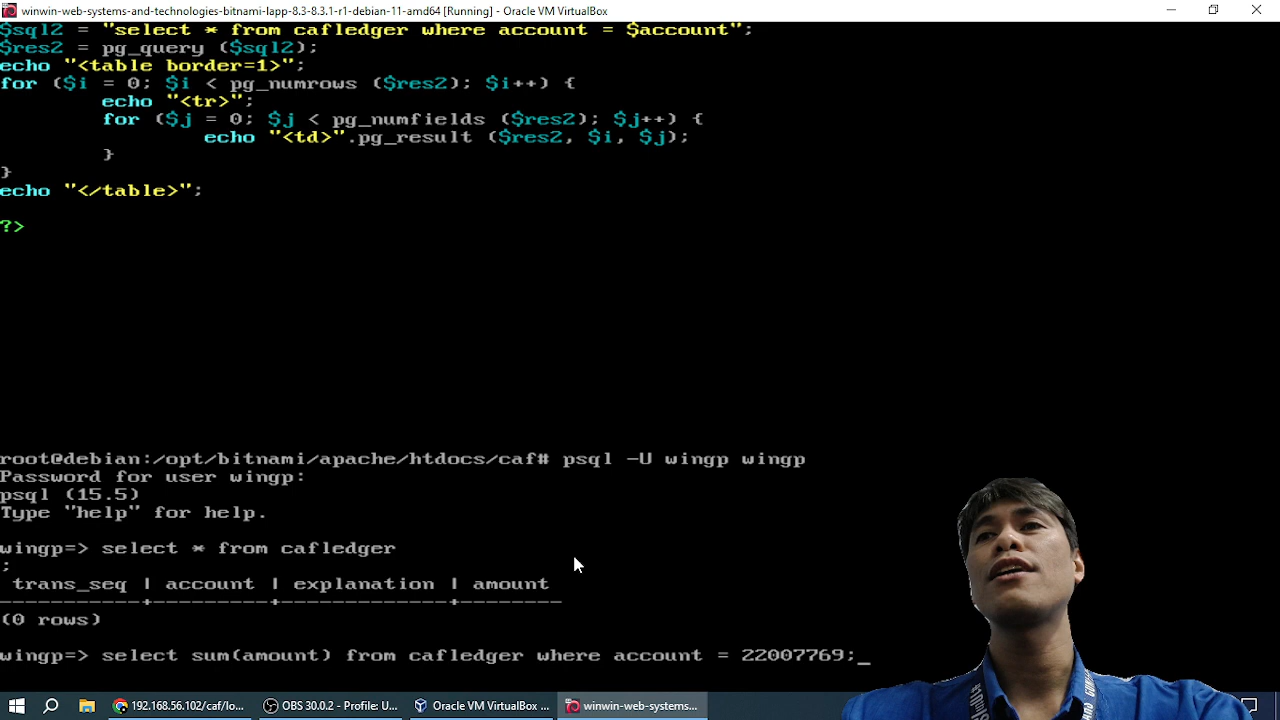 winwin-web-systems-and-technologies-bitnami-lapp-8.3-8.3.1-r1-debian-11-amd64 [Running] - Oracle VM VirtualBox
$sql2 = "select * from cafledger where account = $account";
$res2 = pg_query ($sql2);
echo "<table border=1>";
for ($i = 0; $i < pg_numrows ($res2); $i++) {
echo "<tr>";
for ($j = 0; $j < pg_numfields ($res2); $j++) {
echo "<td>".pg_result ($res2, $i, $j);
}
}
echo "</table>";
?>
root@debian:/opt/bitnami/apache/htdocs/caf# psql -U wingp wingp
Password for user wingp:
psql (15.5)
Type "help" for help.
wingp=> select * from cafledger
;
trans_seq | account | explanation | amount
-----------+---------+-------------+--------
(0 rows)
wingp=> select sum(amount) from cafledger where account = 22007769;_
192.168.56.102/caf/lo... OBS 30.0.2 - Profile: U... Oracle VM VirtualBox ... winwin-web-systems...